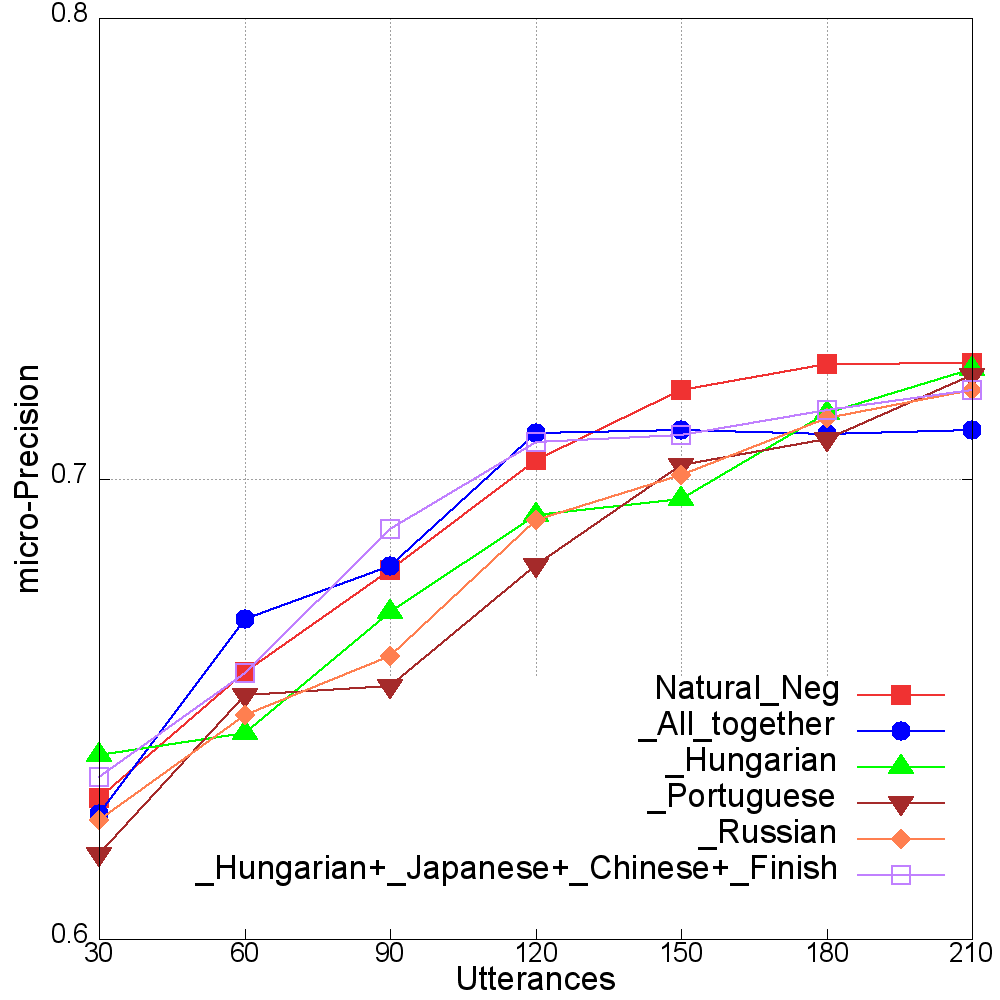 0.8
0.7
0.6
micro-Precision
Natural_Neg
_All_together
_Hungarian
_Portuguese
_Russian
_Hungarian+_Japanese+_Chinese+_Finish
30 60 90 120 150 180 210
Utterances